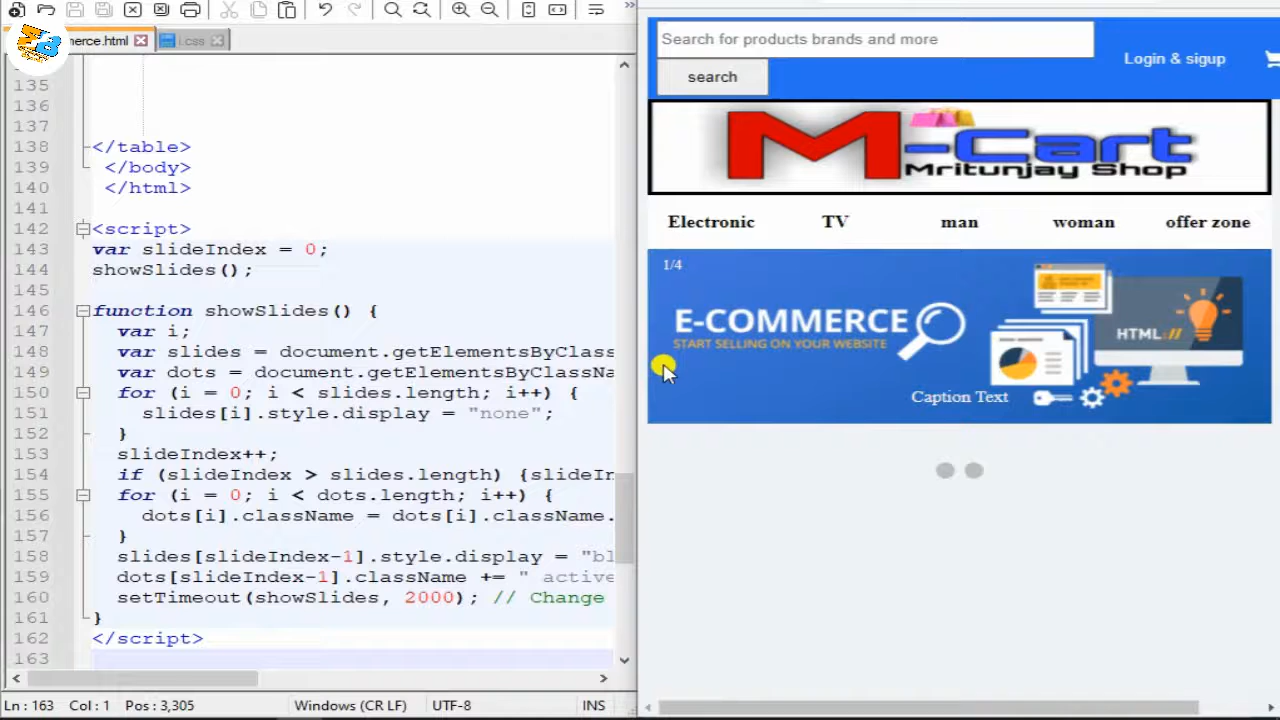 merce.html
i.css
135
136
137
138 </table>
139 </body>
140 </html>
141
142 <script>
143 var slideIndex = 0;
144 showSlides();
145
146 function showSlides() {
147 var i;
148 var slides = document.getElementsByClass
149 var dots = document.getElementsByClassNa
150 for (i = 0; i < slides.length; i++) {
151 slides[i].style.display = "none";
152 }
153 slideIndex++;
154 if (slideIndex > slides.length) {slideIn
155 for (i = 0; i < dots.length; i++) {
156 dots[i].className = dots[i].className.
157 }
158 slides[slideIndex-1].style.display = "bl
159 dots[slideIndex-1].className += " active
160 setTimeout(showSlides, 2000); // Change
161 }
162 </script>
163
Ln : 163 Col : 1 Pos : 3,305 Windows (CR LF) UTF-8 INS
Search for products brands and more
search
Login & sigup
M-Cart
Mritunjay Shop
Electronic TV man woman offer zone
1/4
E-COMMERCE
START SELLING ON YOUR WEBSITE
HTML://
Caption Text